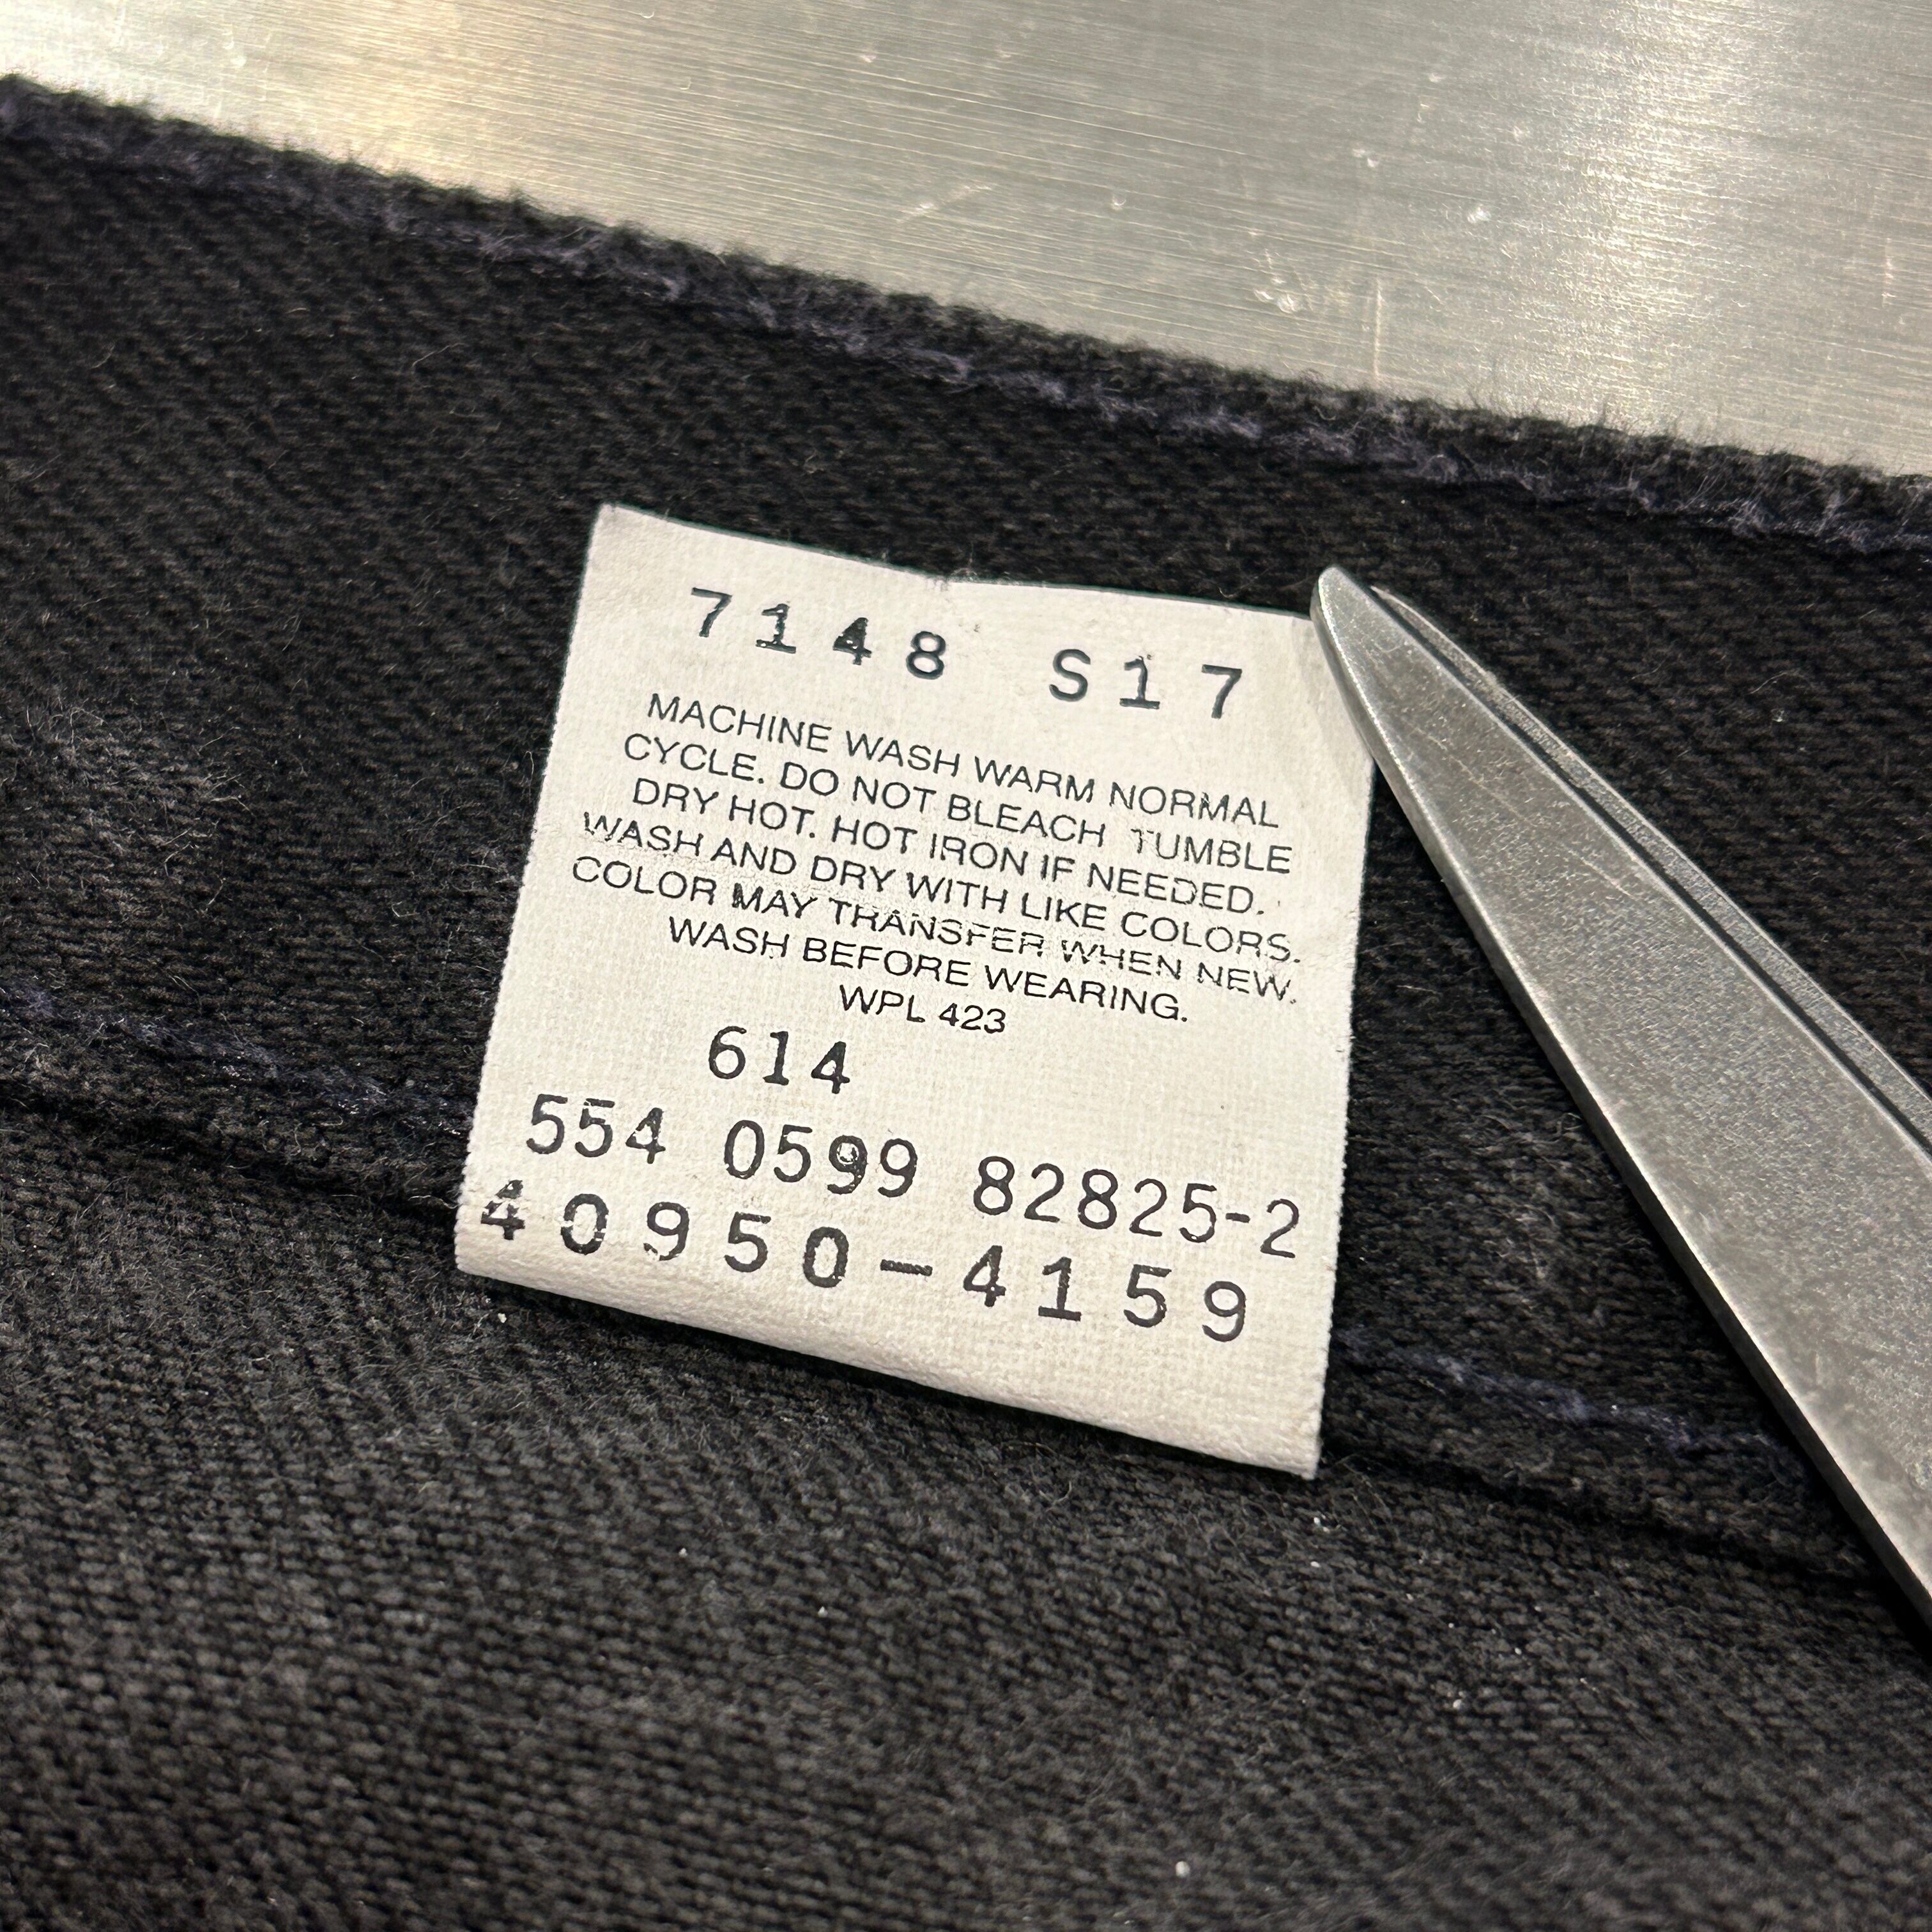 7148 S17
MACHINE WASH WARM NORMAL
CYCLE. DO NOT BLEACH TUMBLE
DRY HOT. HOT IRON IF NEEDED.
WASH AND DRY WITH LIKE COLORS.
COLOR MAY TRANSFER WHEN NEW.
WASH BEFORE WEARING.
WPL 423
614
554 0599 82825-2
40950-4159